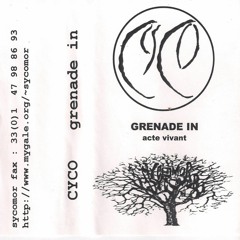 sycomor fax : 33(0)1 47 98 86 93
http://www.mygale.org/~sycomor
CYCO grenade in
CYCO
GRENADE IN
acte vivant
SYCOMOR